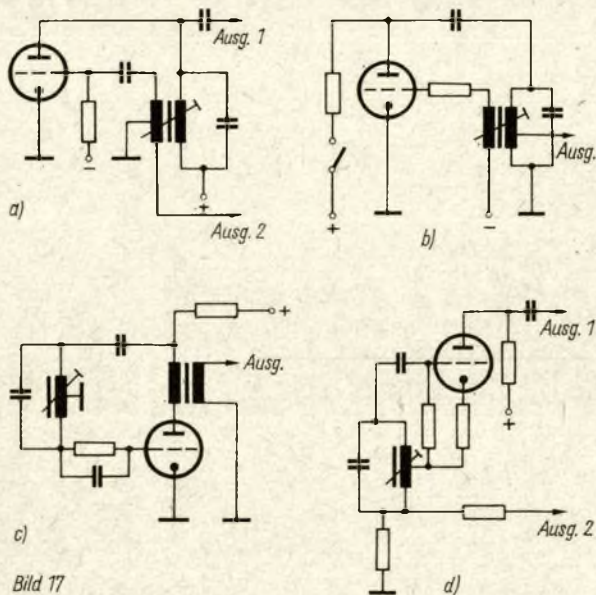 Ausg. 1
–
+
Ausg. 2
a)
+
–
Ausg.
b)
+
Ausg.
c)
Ausg. 1
+
Ausg. 2
d)
Bild 17